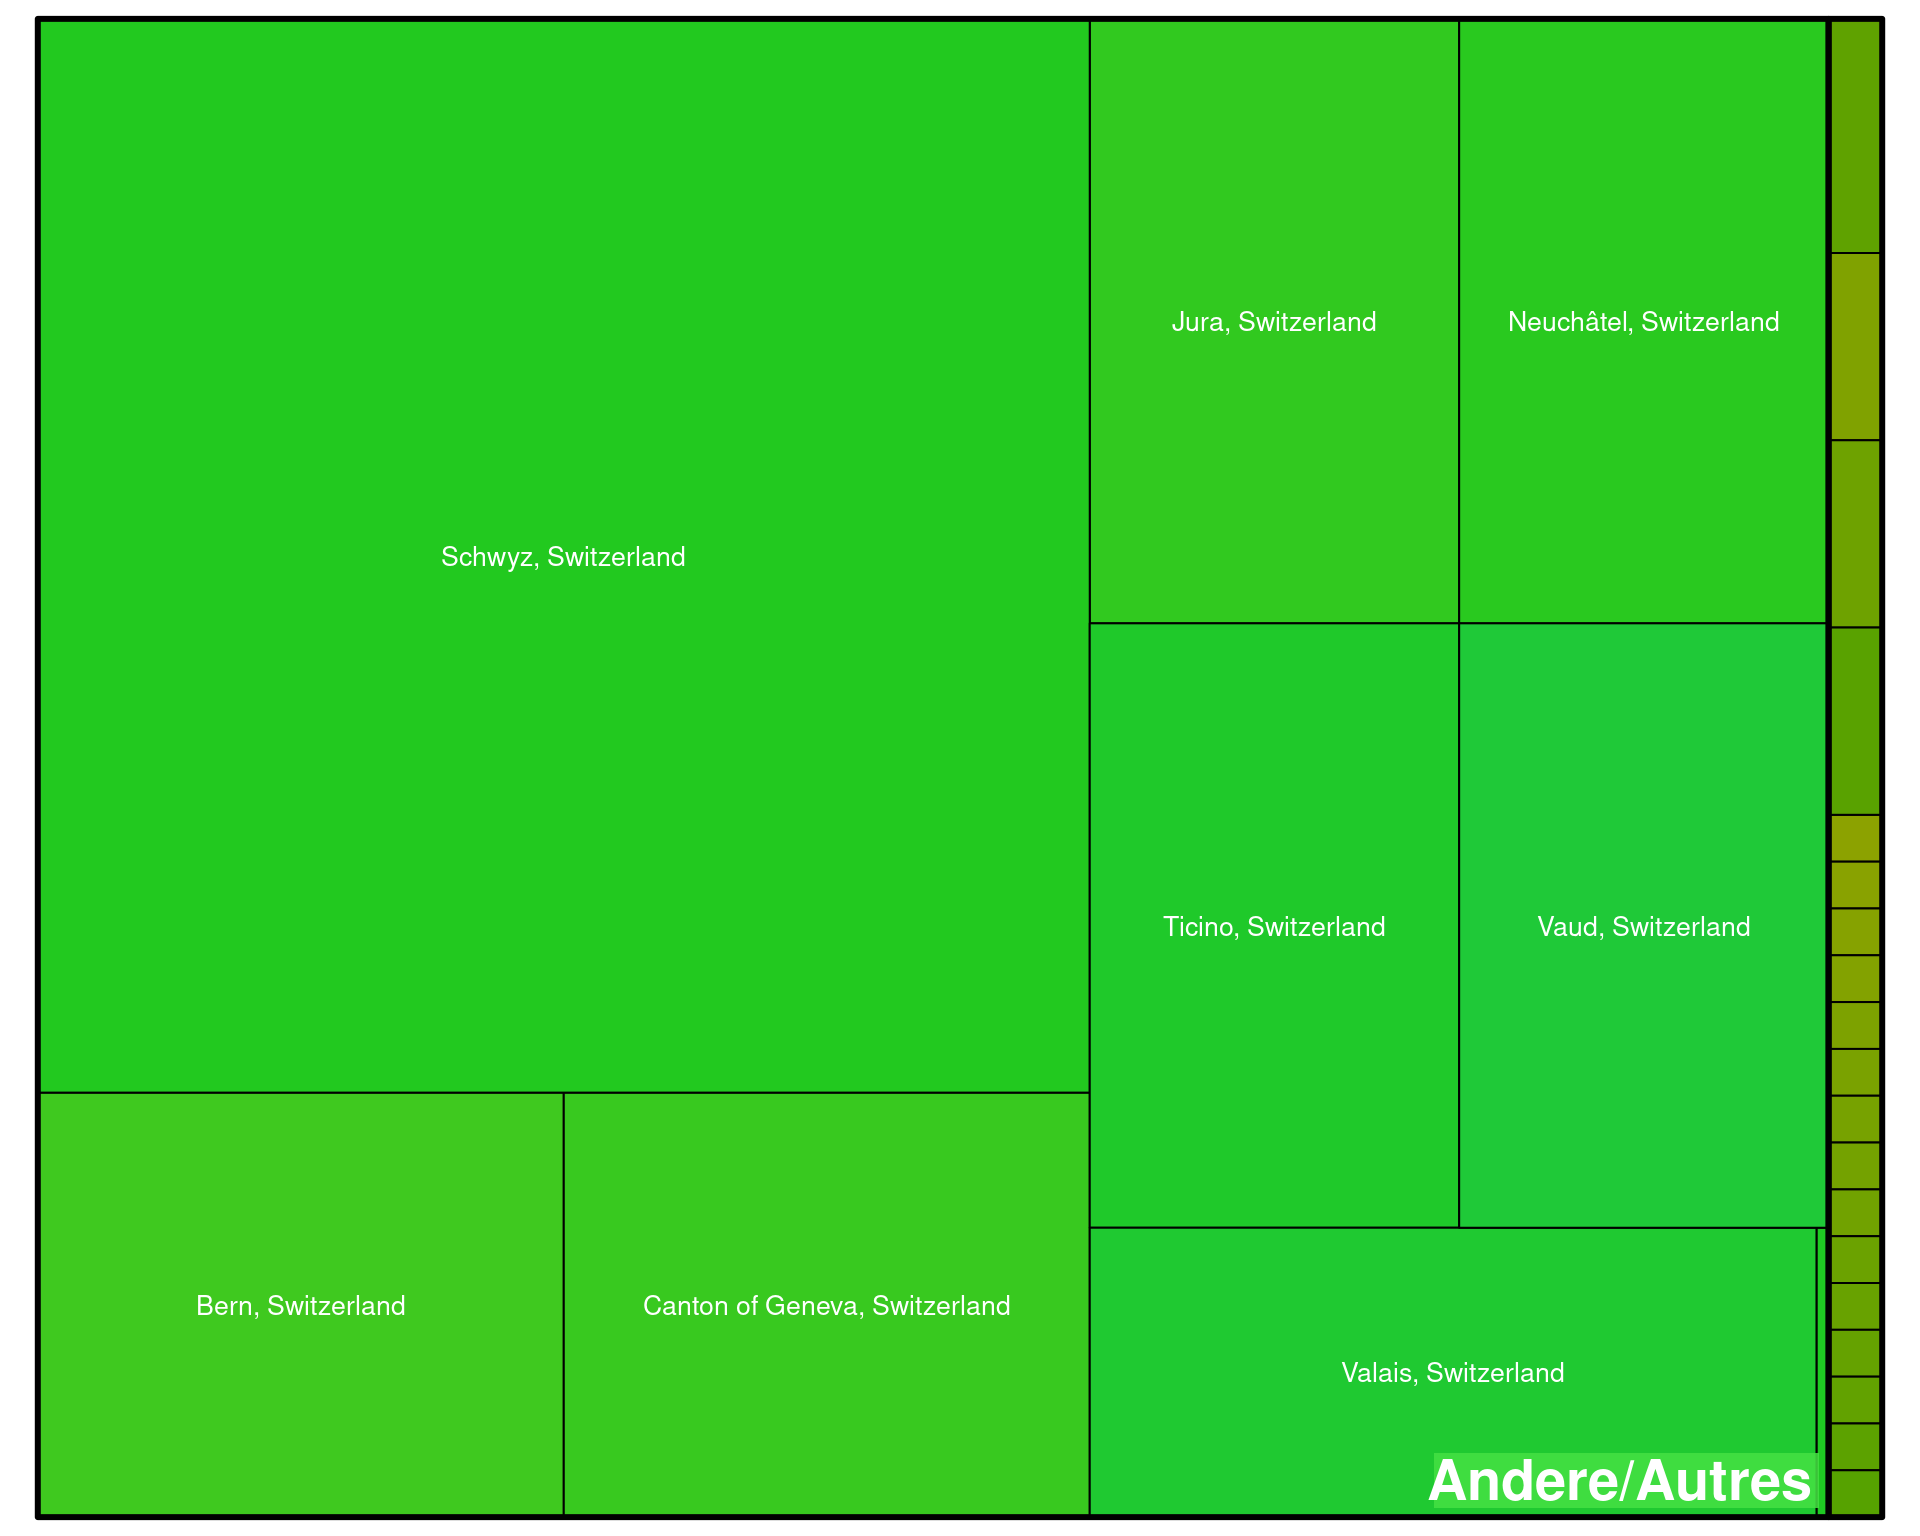 Jura, Switzerland
Neuchâtel, Switzerland
Schwyz, Switzerland
Ticino, Switzerland
Vaud, Switzerland
Bern, Switzerland
Canton of Geneva, Switzerland
Valais, Switzerland
Andere/Autres